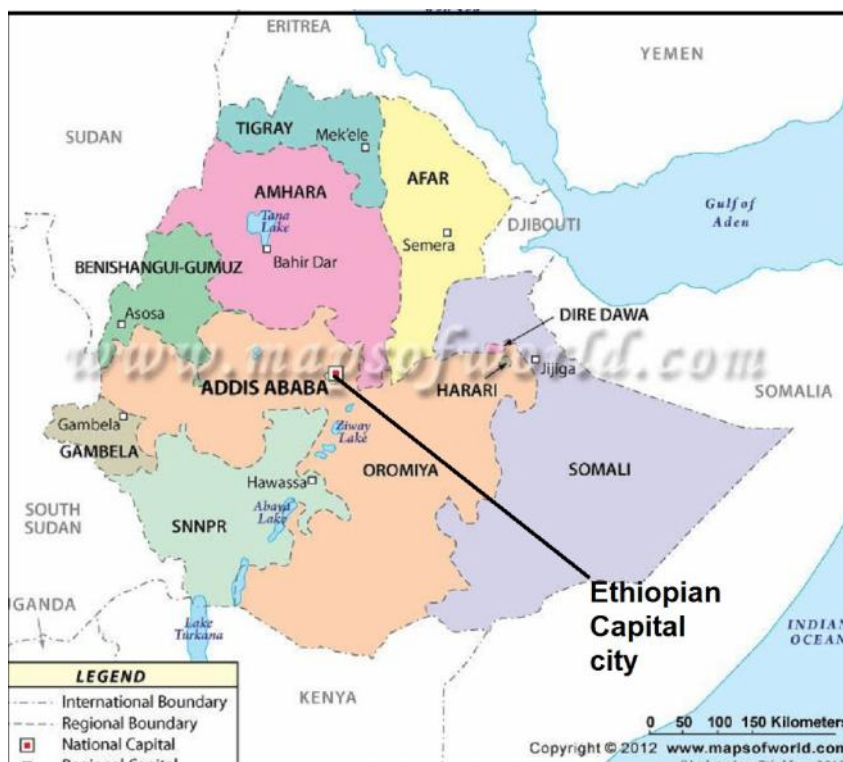 ERITREA
YEMEN
SUDAN
TIGRAY
Mek'ele
AMHARA
AFAR
Tana
Lake
Gulf of
Aden
DJIBOUTI
Semera
Bahir Dar
BENISHANGUI-GUMUZ
Asosa
DIRE DAWA
www.mapsofworld.com
Jijiga
ADDIS ABABA
HARARI
SOMALIA
Gambela
Ziway
Lake
GAMBELA
OROMIYA
SOMALI
Hawassa
SOUTH
SUDAN
Abaya
Lake
SNNPR
Ethiopian
Capital
city
UGANDA
Lake
Turkana
INDIAN
OCEAN
KENYA
LEGEND
International Boundary
Regional Boundary
National Capital
0 50 100 150 Kilometers
Copyright © 2012 www.mapsofworld.com